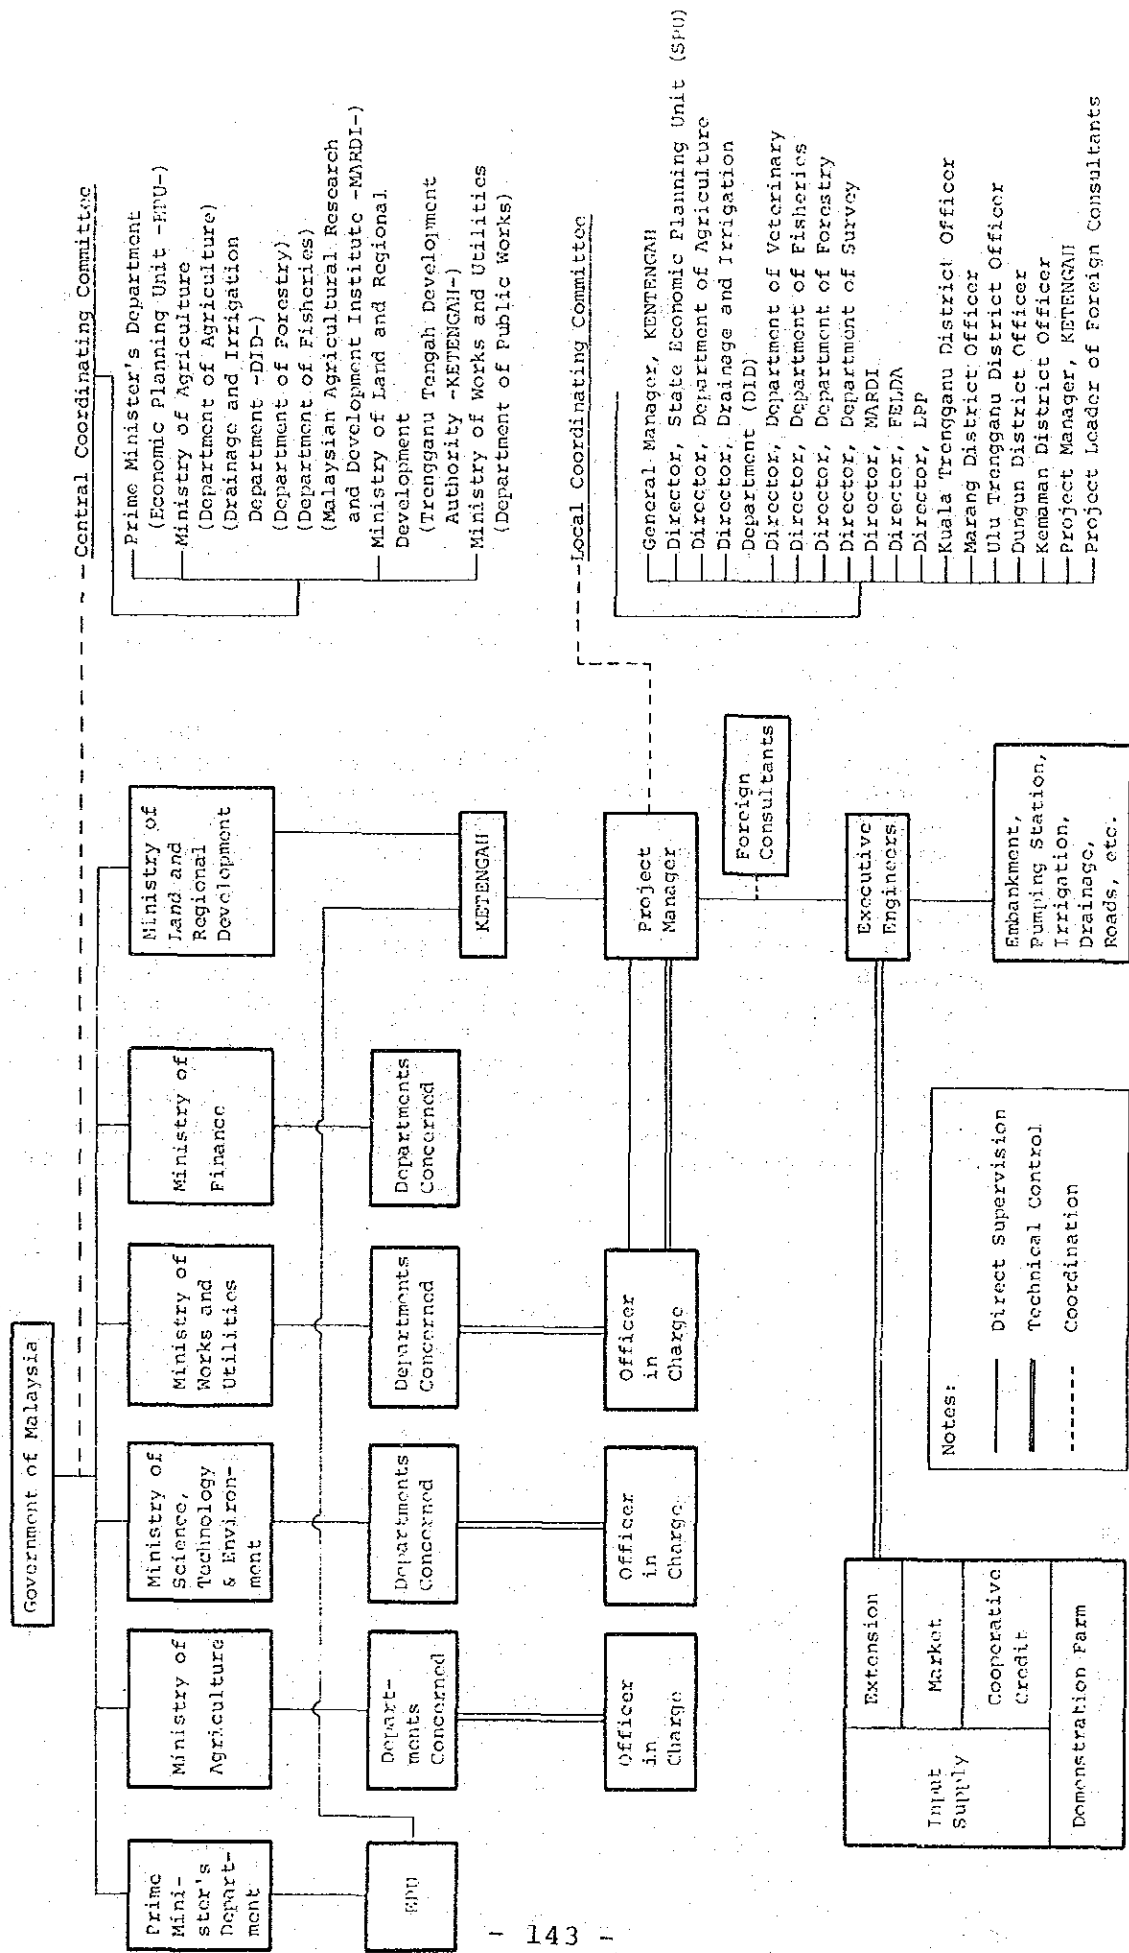 Government of Malaysia
Central Coordinating Committee
Prime
Mini-
ster's
Depart-
ment
Ministry of
Agriculture
Ministry of
Science,
Technology
& Environ-
ment
Ministry of
Works and
Utilities
Ministry of
Finance
Ministry of
Land and
Regional
Development
Prime Minister's Department
(Economic Planning Unit -EPU-)
Ministry of Agriculture
(Department of Agriculture)
(Drainage and Irrigation
Department -DID-)
(Department of Forestry)
(Department of Fisheries)
(Malaysian Agricultural Research
and Development Institute -MARDI-)
Ministry of Land and Regional
Development
(Trengganu Tengah Development
Authority -KETENGAH-)
Ministry of Works and Utilities
(Department of Public Works)
EPU
Depart-
ments
Concerned
Departments
Concerned
Departments
Concerned
Departments
Concerned
KETENGAH
Officer
in
Charge
Officer
in
Charge
Officer
in
Charge
Project
Manager
Local Coordinating Committee
General Manager, KENTENGAH
Director, State Economic Planning Unit (SPU)
Director, Department of Agriculture
Director, Drainage and Irrigation
Department (DID)
Director, Department of Veterinary
Director, Department of Fisheries
Director, Department of Forestry
Director, Department of Survey
Director, MARDI
Director, FELDA
Director, LPP
Kuala Trengganu District Officer
Marang District Officer
Ulu Trengganu District Officer
Dungun District Officer
Kemaman District Officer
Project Manager, KETENGAH
Project Leader of Foreign Consultants
Foreign
Consultants
Executive
Engineers
Input
Supply
Extension
Market
Cooperative
Credit
Demonstration Farm
Notes:
Direct Supervision
Technical Control
Coordination
Embankment,
Pumping Station,
Irrigation,
Drainage,
Roads, etc.
- 143 -